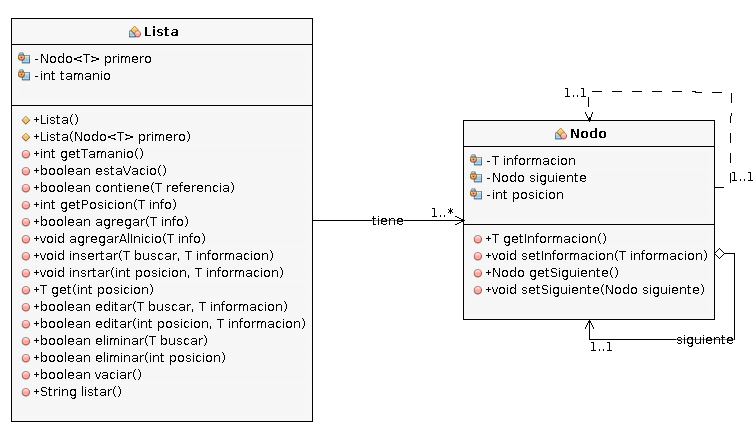 Lista
-Nodo<T> primero
-int tamanio
+Lista()
+Lista(Nodo<T> primero)
+int getTamanio()
+boolean estaVacio()
+boolean contiene(T referencia)
+int getPosicion(T info)
+boolean agregar(T info)
+void agregarAlInicio(T info)
+void insertar(T buscar, T informacion)
+void insrtar(int posicion, T informacion)
+T get(int posicion)
+boolean editar(T buscar, T informacion)
+boolean editar(int posicion, T informacion)
+boolean eliminar(T buscar)
+boolean eliminar(int posicion)
+boolean vaciar()
+String listar()
tiene
1..*
1..1
1..1
Nodo
-T informacion
-Nodo siguiente
-int posicion
+T getInformacion()
+void setInformacion(T informacion)
+Nodo getSiguiente()
+void setSiguiente(Nodo siguiente)
siguiente
1..1